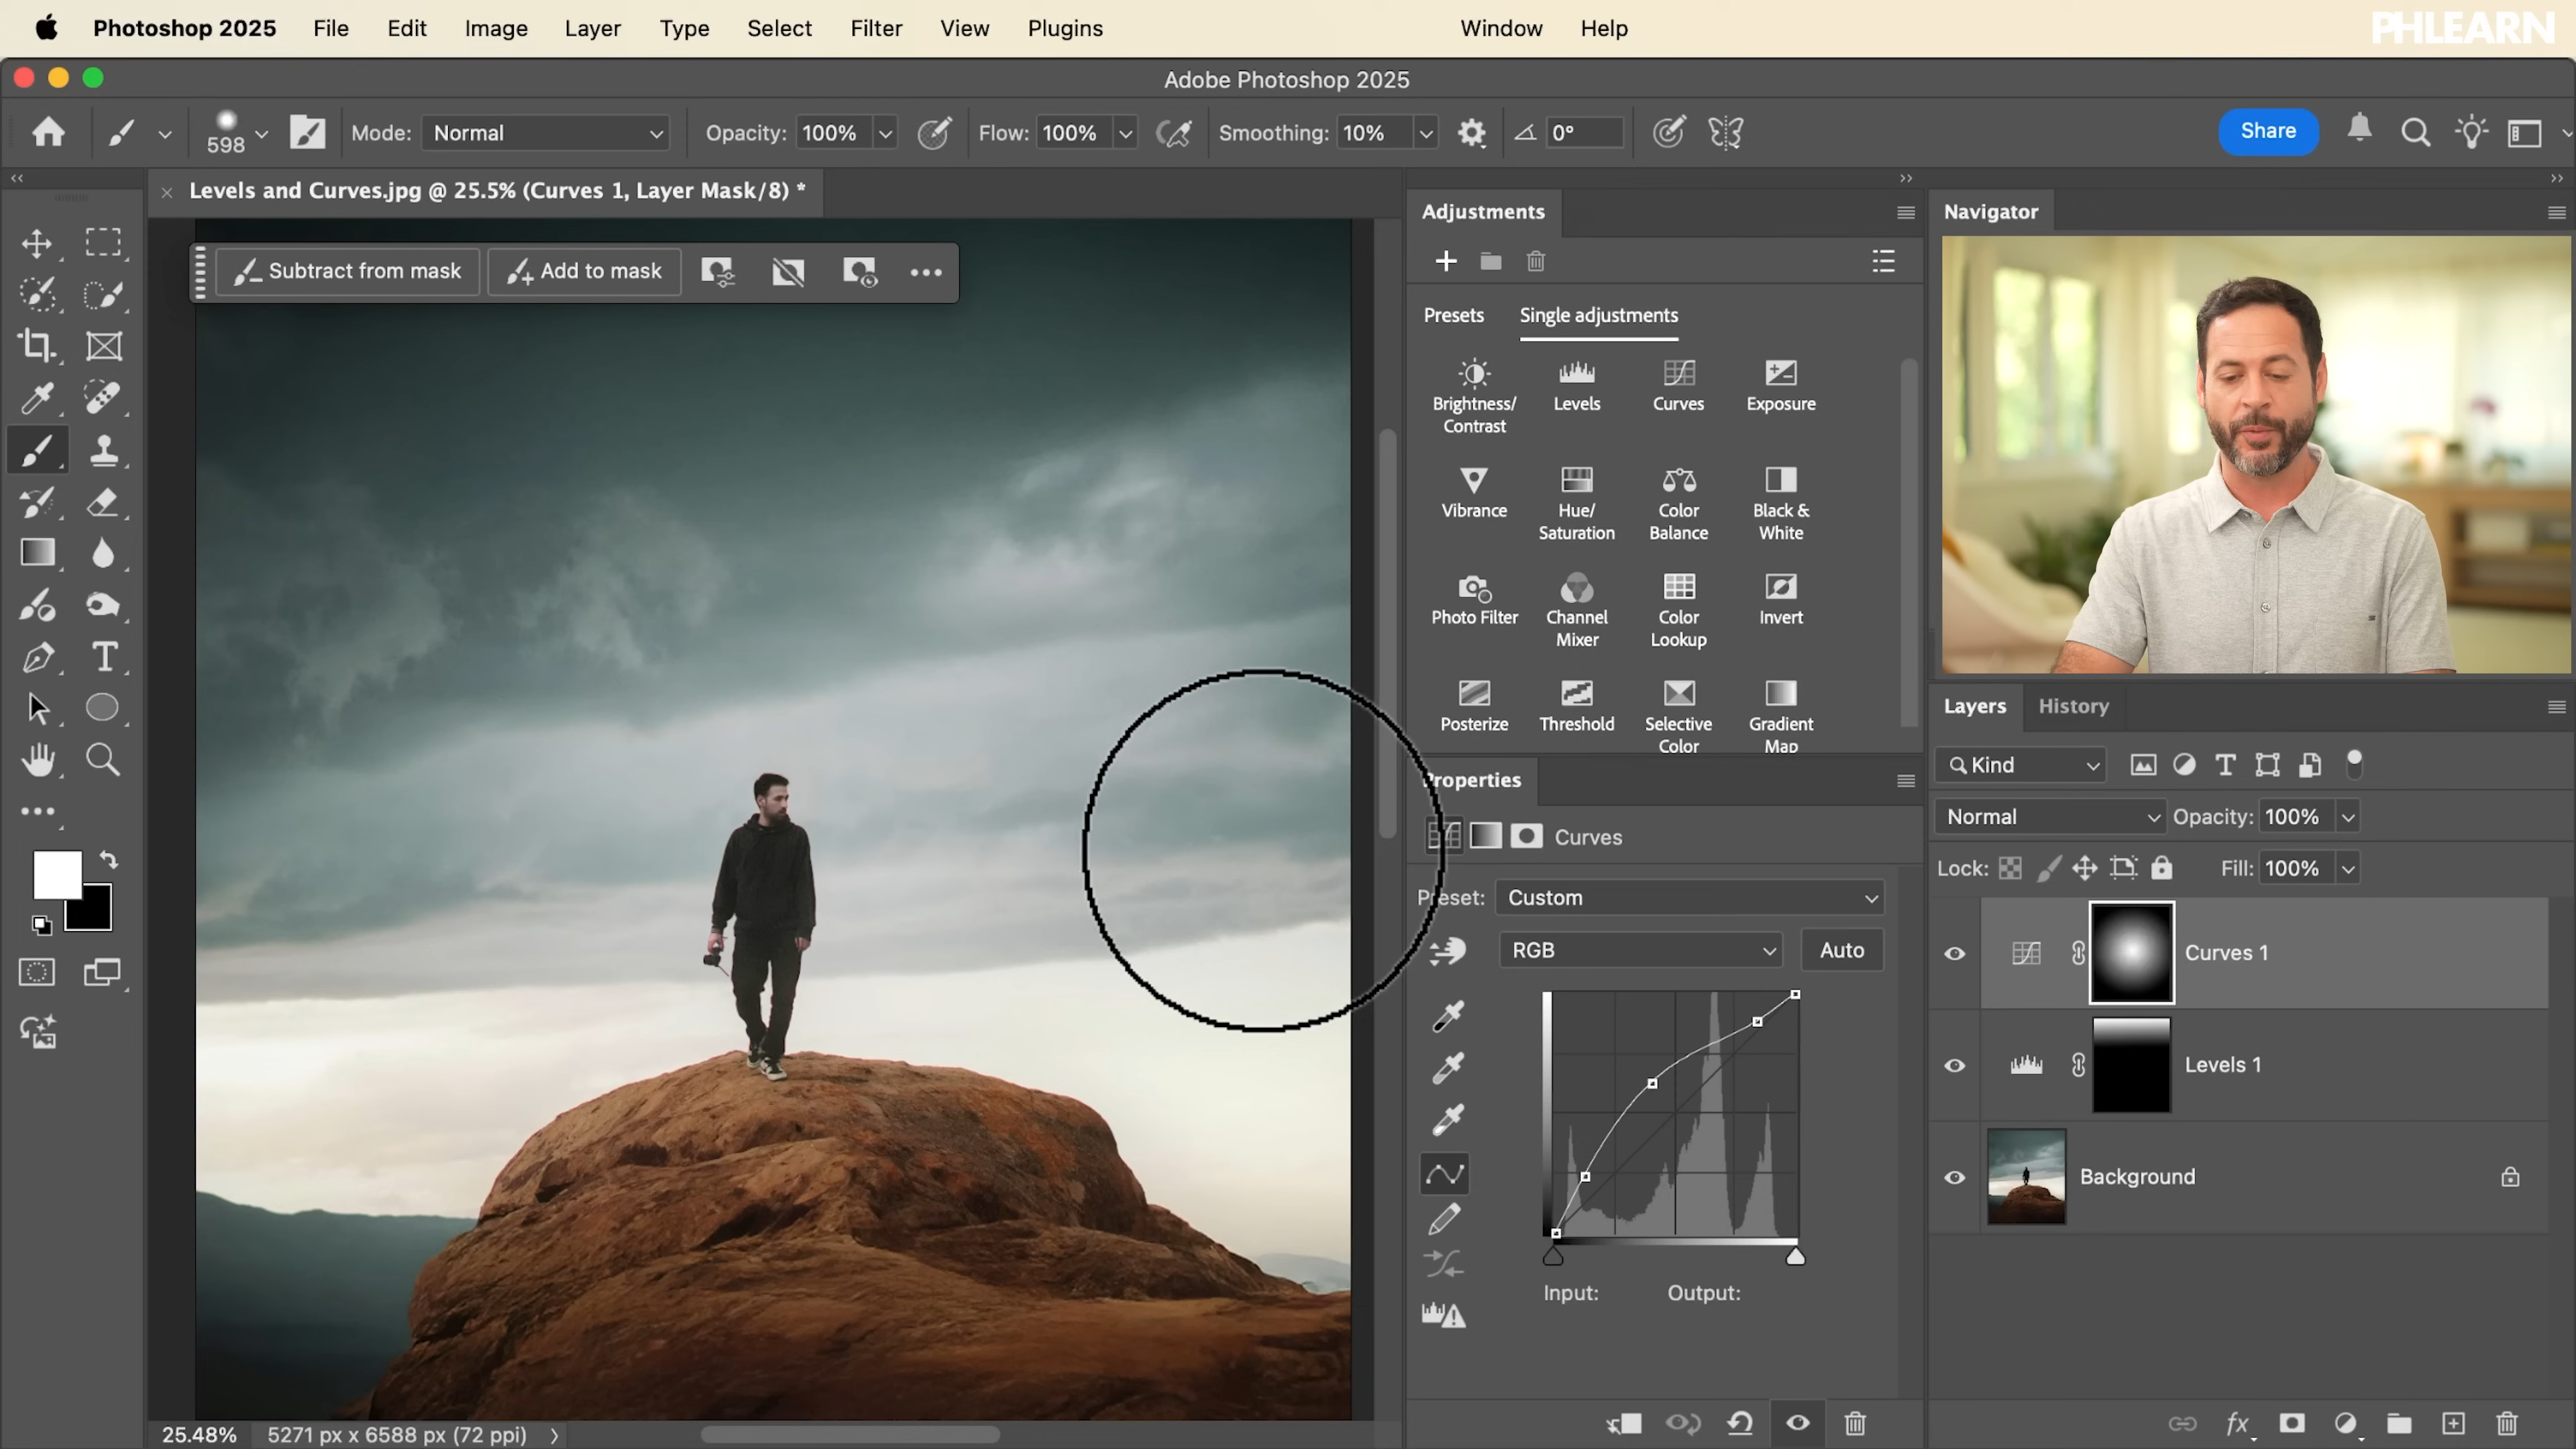 Photoshop 2025 File Edit Image Layer Type Select Filter View Plugins Window Help PHLEARN
Adobe Photoshop 2025
598 Mode: Normal Opacity: 100% Flow: 100% Smoothing: 10% 0° Share
Levels and Curves.jpg @ 25.5% (Curves 1, Layer Mask/8) *
Subtract from mask Add to mask
Adjustments
Presets Single adjustments
Brightness/
Contrast
Levels
Curves
Exposure
Vibrance
Hue/
Saturation
Color
Balance
Black &
White
Photo Filter
Channel
Mixer
Color
Lookup
Invert
Posterize
Threshold
Selective
Color
Gradient
Map
Properties
Curves
Preset: Custom
RGB Auto
Input: Output:
Navigator
Layers History
Kind
Normal Opacity: 100%
Lock: Fill: 100%
Curves 1
Levels 1
Background
fx
25.48% 5271 px x 6588 px (72 ppi)